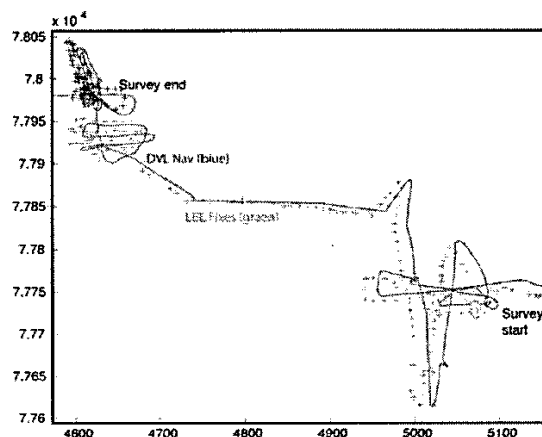 x 10⁴
7.805
7.8
Survey end
7.795
DVL Nav (blue)
7.79
7.785
LBL Fixes (green)
7.78
7.775
Survey
start
7.77
7.765
7.76
4600 4700 4800 4900 5000 5100